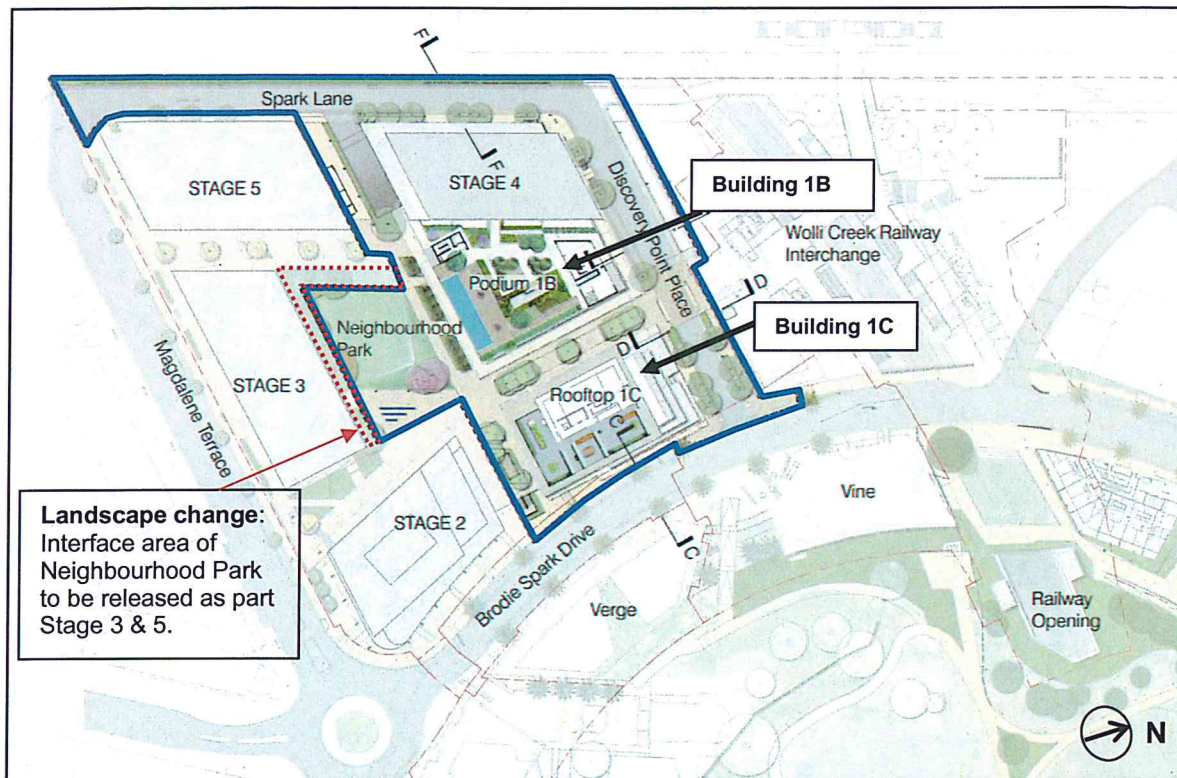 F
Spark Lane
F
STAGE 5
STAGE 4
Building 1B
Discovery Point Place
Wolli Creek Railway
Interchange
Podium 1B
D
Building 1C
Neighbourhood
Park
D
Magdalene Terrace
STAGE 3
Rooftop 1C
C
Landscape change:
Interface area of
Neighbourhood Park
to be released as part
Stage 3 & 5.
STAGE 2
Brodie Spark Drive
C
Vine
Verge
Railway
Opening
N